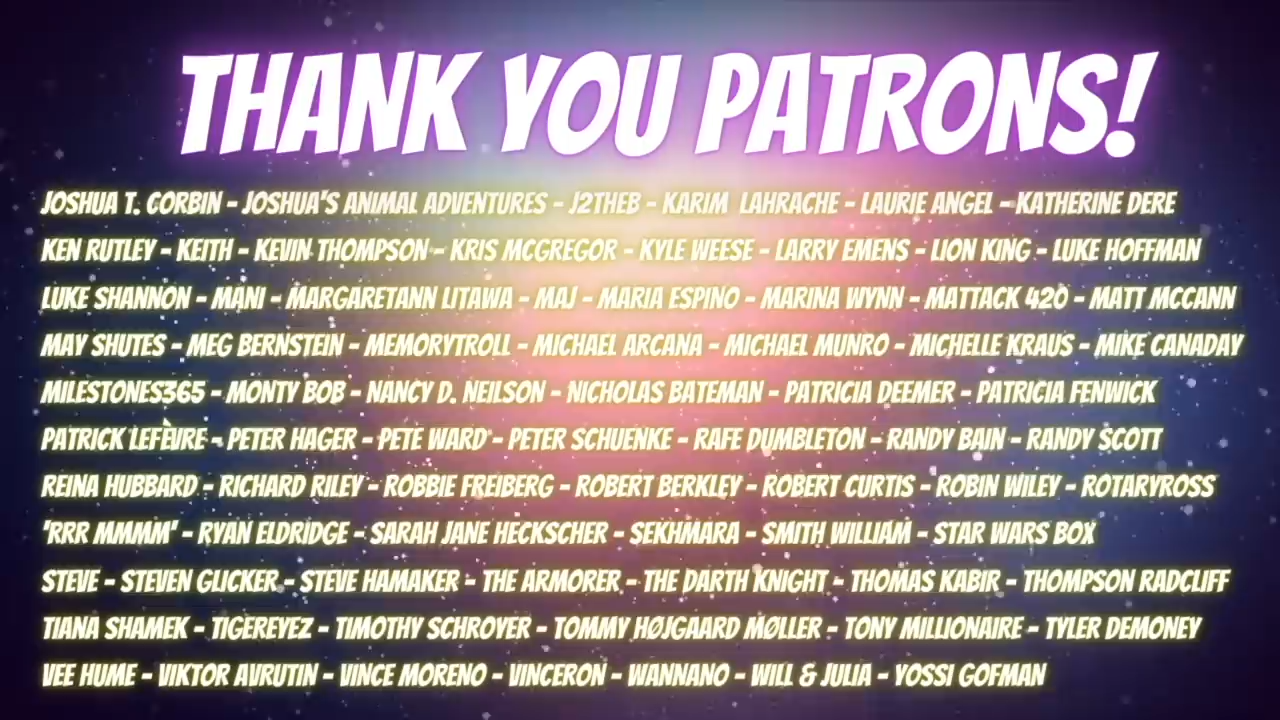 THANK YOU PATRONS!
JOSHUA T. CORBIN - JOSHUA'S ANIMAL ADVENTURES - J2THEB - KARIM LAHRACHE - LAURIE ANGEL - KATHERINE DERE
KEN RUTLEY - KEITH - KEVIN THOMPSON - KRIS MCGREGOR - KYLE WEESE - LARRY EMENS - LION KING - LUKE HOFFMAN
LUKE SHANNON - MANI - MARGARETANN LITAWA - MAJ - MARIA ESPINO - MARINA WYNN - MATTACK 420 - MATT MCCANN
MAY SHUTES - MEG BERNSTEIN - MEMORYTROLL - MICHAEL ARCANA - MICHAEL MUNRO - MICHELLE KRAUS - MIKE CANADAY
MILESTONES365 - MONTY BOB - NANCY D. NEILSON - NICHOLAS BATEMAN - PATRICIA DEEMER - PATRICIA FENWICK
PATRICK LEFÈVRE - PETER HAGER - PETE WARD - PETER SCHUENKE - RAFE DUMBLETON - RANDY BAIN - RANDY SCOTT
REINA HUBBARD - RICHARD RILEY - ROBBIE FREIBERG - ROBERT BERKLEY - ROBERT CURTIS - ROBIN WILEY - ROTARYROSS
'RRR MMMM' - RYAN ELDRIDGE - SARAH JANE HECKSCHER - SEKHMARA - SMITH WILLIAM - STAR WARS BOX
STEVE - STEVEN GLICKER - STEVE HAMAKER - THE ARMORER - THE DARTH KNIGHT - THOMAS KABIR - THOMPSON RADCLIFF
TIANA SHAMEK - TIGEREYEZ - TIMOTHY SCHROYER - TOMMY HØJGAARD MØLLER - TONY MILLIONAIRE - TYLER DEMONEY
VEE HUME - VIKTOR AVRUTIN - VINCE MORENO - VINCERON - WANNANO - WILL & JULIA - YOSSI GOFMAN